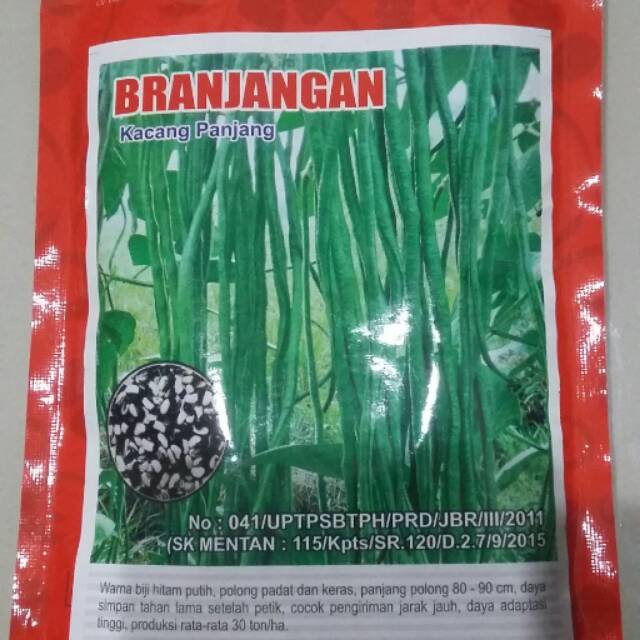 BRANJANGAN
Kacang Panjang
No : 041/UPTPSBTPH/PRD/JBR/III/2011
(SK MENTAN : 115/Kpts/SR.120/D.2.7/9/2015
Warna biji hitam putih, polong padat dan keras, panjang polong 80 - 90 cm, daya
simpan tahan lama setelah petik, cocok pengiriman jarak jauh, daya adaptasi
tinggi, produksi rata-rata 30 ton/ha.